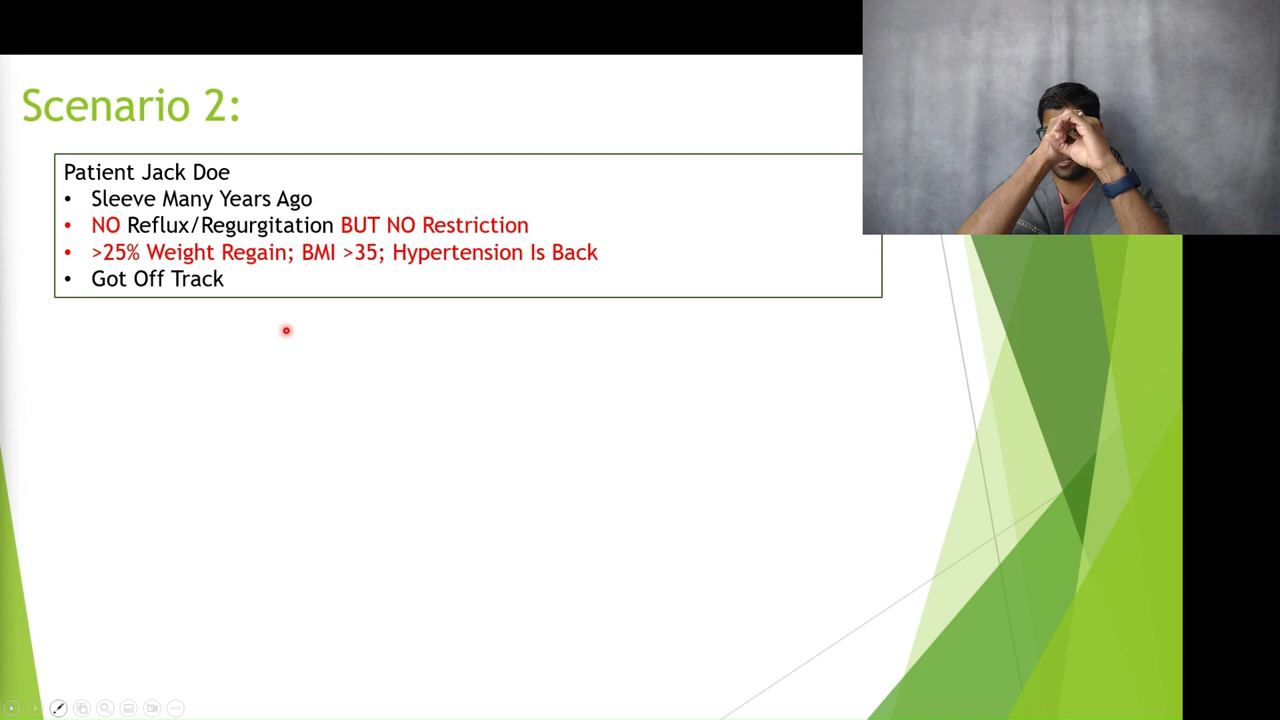 Scenario 2:
Patient Jack Doe
• Sleeve Many Years Ago
• NO Reflux/Regurgitation BUT NO Restriction
• >25% Weight Regain; BMI >35; Hypertension Is Back
• Got Off Track